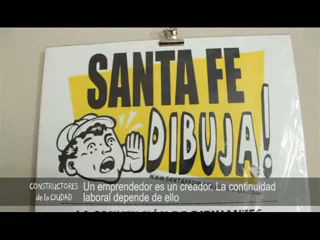 SANTA FE
DIBUJA!
CONSTRUCTORES
de la CIUDAD
Un emprendedor es un creador. La continuidad
laboral depende de ello